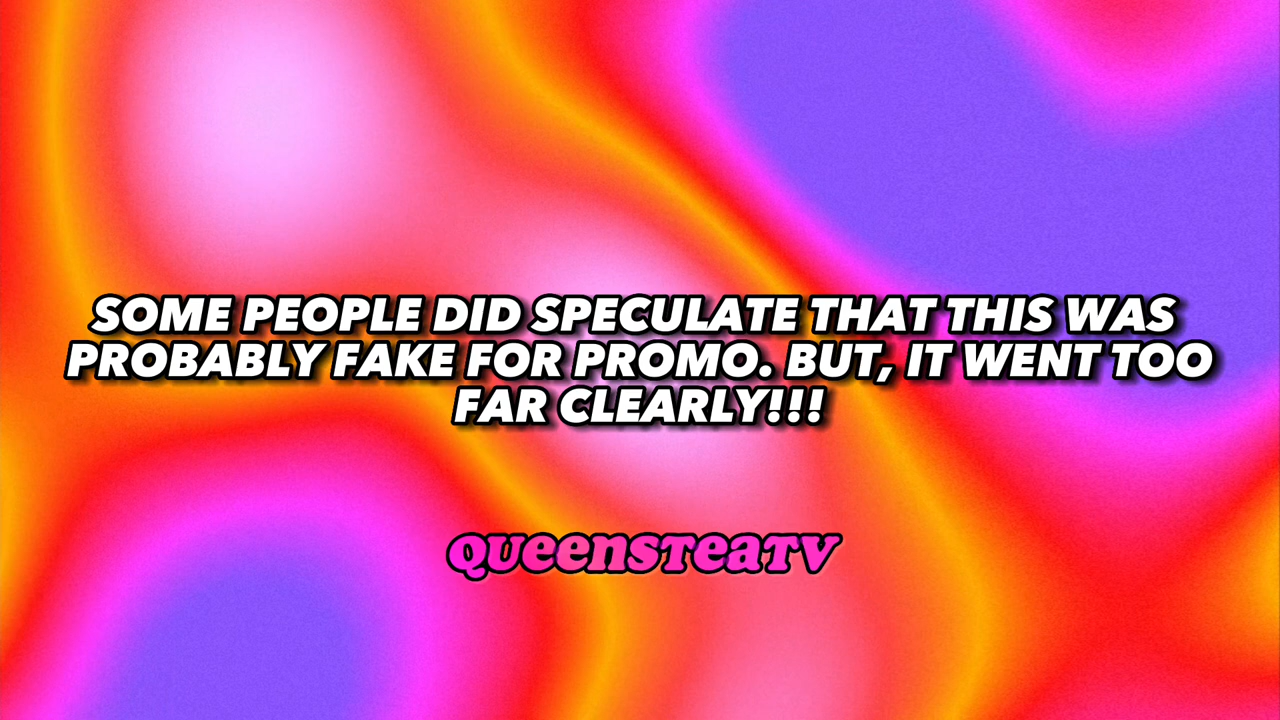 SOME PEOPLE DID SPECULATE THAT THIS WAS
PROBABLY FAKE FOR PROMO. BUT, IT WENT TOO
FAR CLEARLY!!!
QUeenSTeaTV